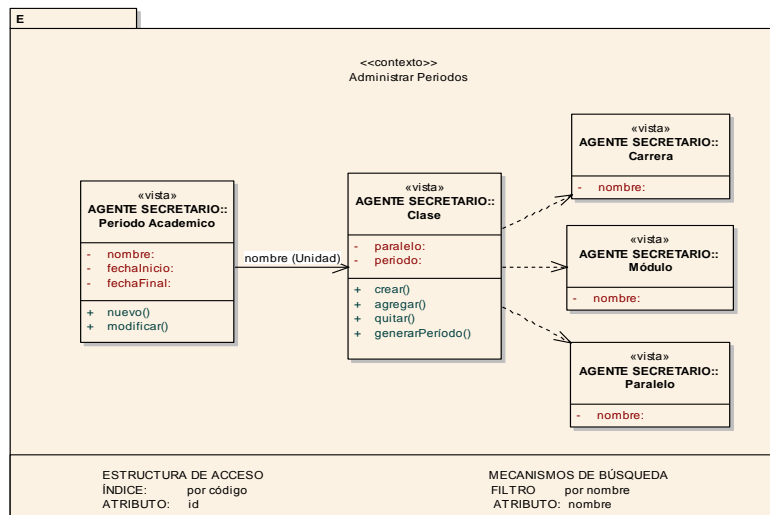 E
<<contexto>>
Administrar Periodos
«vista»
AGENTE SECRETARIO::
Periodo Academico
- nombre:
- fechaInicio:
- fechaFinal:
+ nuevo()
+ modificar()
nombre (Unidad)
«vista»
AGENTE SECRETARIO::
Clase
- paralelo:
- periodo:
+ crear()
+ agregar()
+ quitar()
+ generarPeríodo()
«vista»
AGENTE SECRETARIO::
Carrera
- nombre:
«vista»
AGENTE SECRETARIO::
Módulo
- nombre:
«vista»
AGENTE SECRETARIO::
Paralelo
- nombre:
ESTRUCTURA DE ACCESO
ÍNDICE: por código
ATRIBUTO: id
MECANISMOS DE BÚSQUEDA
FILTRO por nombre
ATRIBUTO: nombre